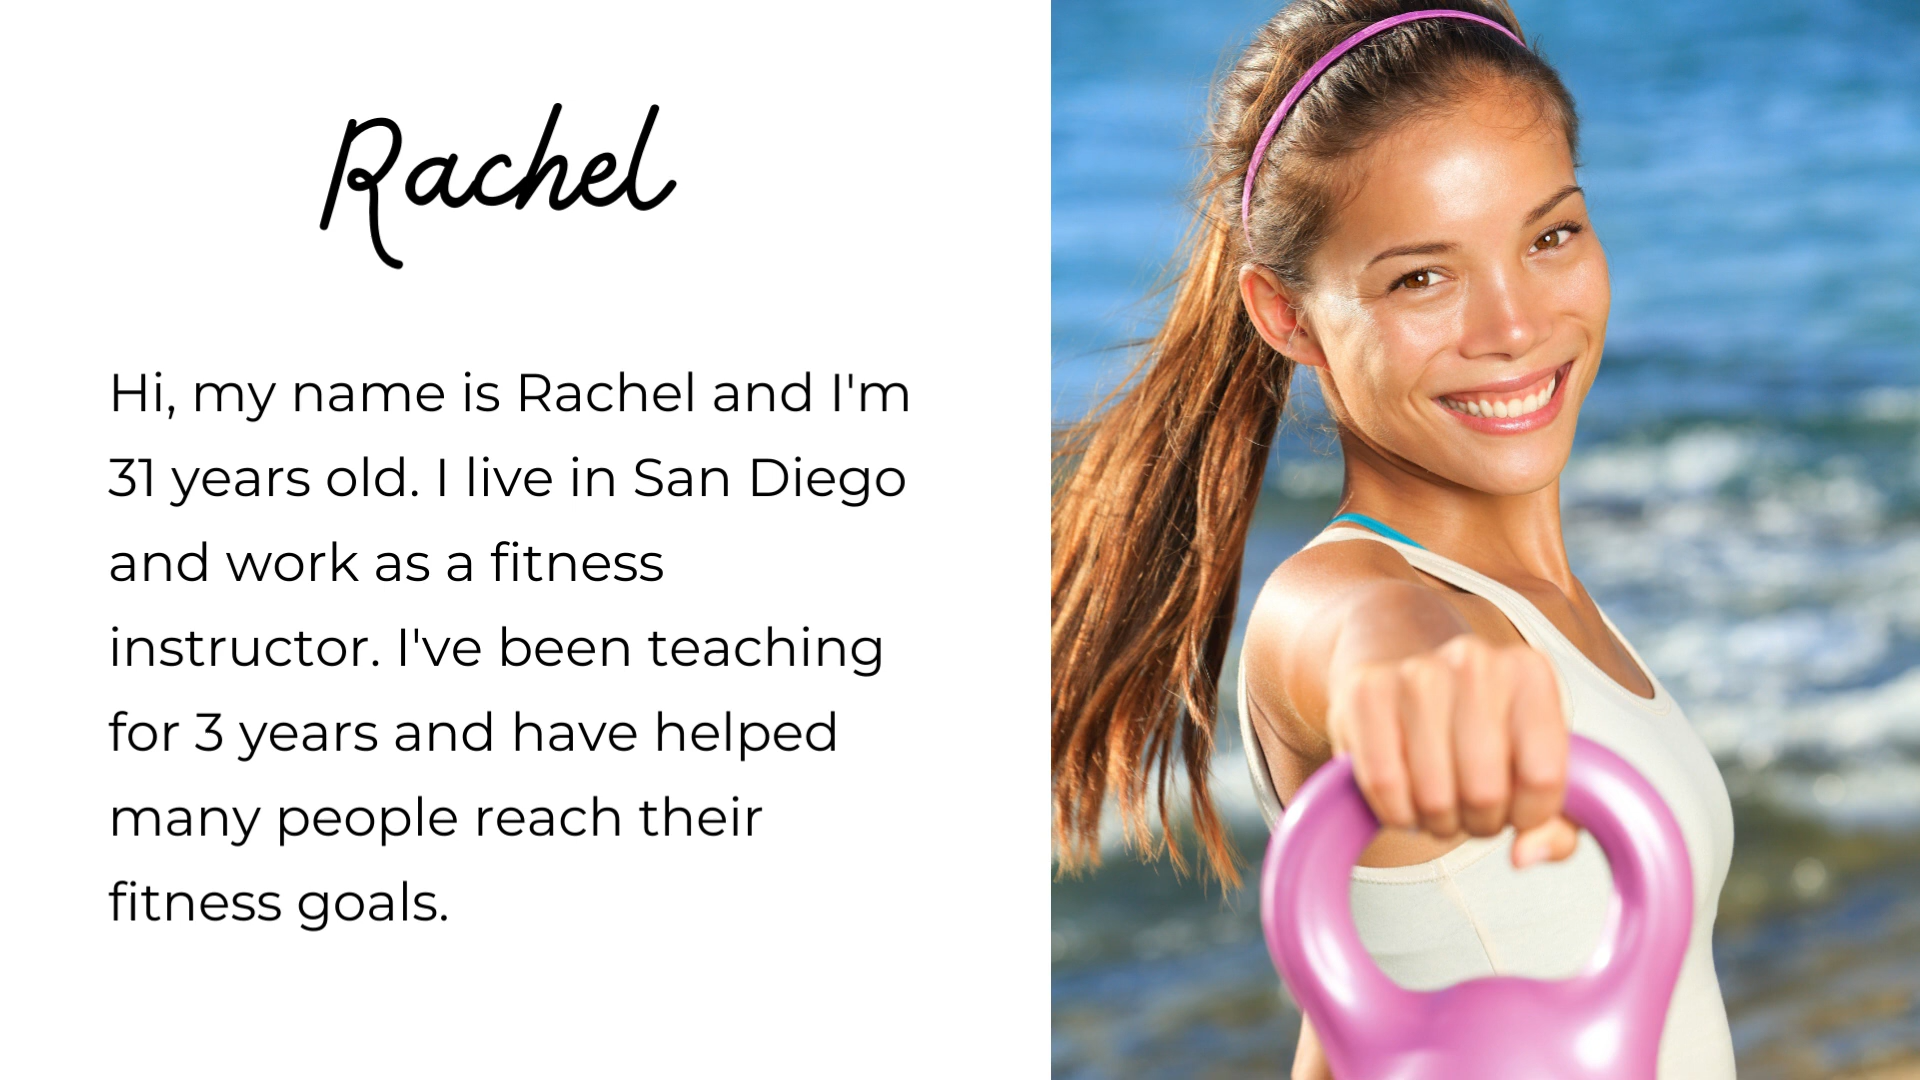 Rachel
Hi, my name is Rachel and I'm
31 years old. I live in San Diego
and work as a fitness
instructor. I've been teaching
for 3 years and have helped
many people reach their
fitness goals.